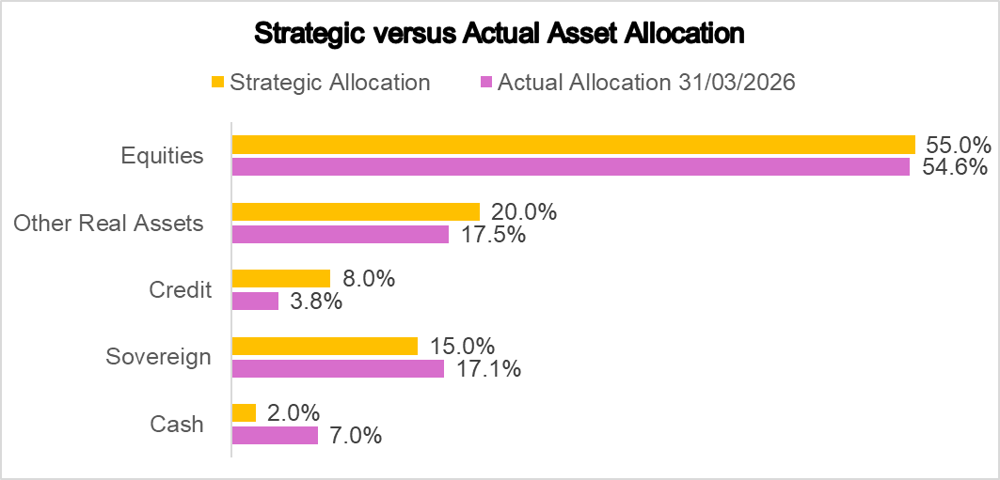 Strategic versus Actual Asset Allocation
Strategic Allocation
Actual Allocation 31/03/2026
Equities
55.0%
54.6%
Other Real Assets
20.0%
17.5%
Credit
8.0%
3.8%
Sovereign
15.0%
17.1%
Cash
2.0%
7.0%